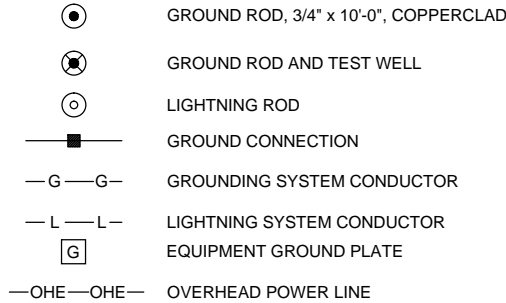 GROUND ROD, 3/4" x 10'-0", COPPERCLAD
GROUND ROD AND TEST WELL
LIGHTNING ROD
GROUND CONNECTION
G G GROUNDING SYSTEM CONDUCTOR
L L LIGHTNING SYSTEM CONDUCTOR
G EQUIPMENT GROUND PLATE
OHE OHE OVERHEAD POWER LINE